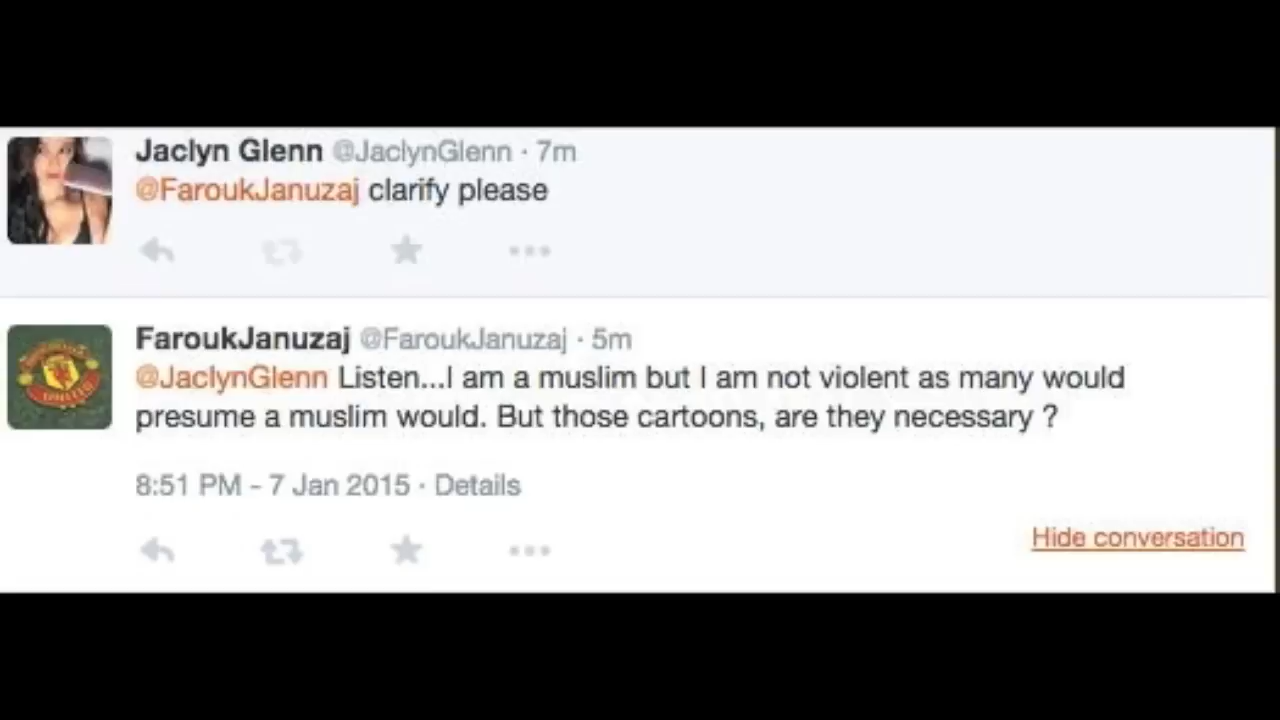 Jaclyn Glenn @JaclynGlenn · 7m
@FaroukJanuzaj clarify please
FaroukJanuzaj @FaroukJanuzaj · 5m
@JaclynGlenn Listen...I am a muslim but I am not violent as many would
presume a muslim would. But those cartoons, are they necessary ?
8:51 PM - 7 Jan 2015 · Details
Hide conversation